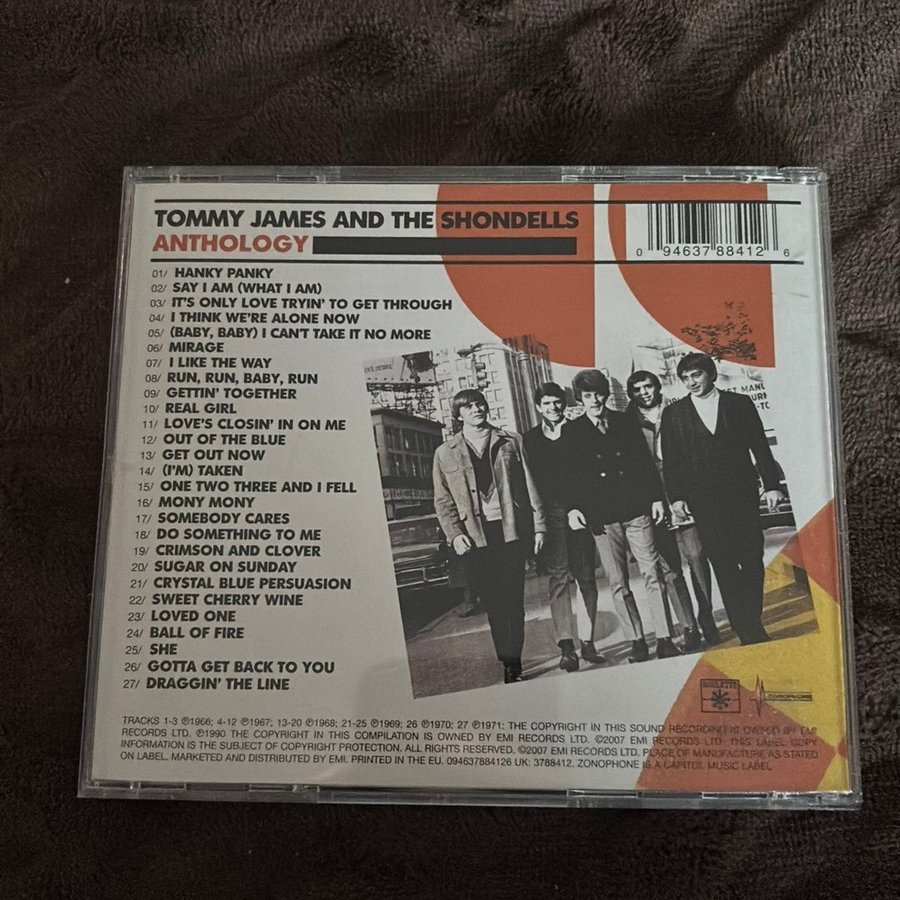 TOMMY JAMES AND THE SHONDELLS
ANTHOLOGY
0 94637 88412 6
01/ HANKY PANKY
02/ SAY I AM (WHAT I AM)
03/ IT'S ONLY LOVE TRYIN' TO GET THROUGH
04/ I THINK WE'RE ALONE NOW
05/ (BABY, BABY) I CAN'T TAKE IT NO MORE
06/ MIRAGE
07/ I LIKE THE WAY
08/ RUN, RUN, BABY, RUN
09/ GETTIN' TOGETHER
10/ REAL GIRL
11/ LOVE'S CLOSIN' IN ON ME
12/ OUT OF THE BLUE
13/ GET OUT NOW
14/ (I'M) TAKEN
15/ ONE TWO THREE AND I FELL
16/ MONY MONY
17/ SOMEBODY CARES
18/ DO SOMETHING TO ME
19/ CRIMSON AND CLOVER
20/ SUGAR ON SUNDAY
21/ CRYSTAL BLUE PERSUASION
22/ SWEET CHERRY WINE
23/ LOVED ONE
24/ BALL OF FIRE
25/ SHE
26/ GOTTA GET BACK TO YOU
27/ DRAGGIN' THE LINE
ROULETTE
ZONOPHONE
TRACKS 1-3 ℗1966; 4-12 ℗1967; 13-20 ℗1968; 21-25 ℗1969; 26 ℗1970; 27 ℗1971: THE COPYRIGHT IN THIS SOUND RECORDING IS OWNED BY EMI
RECORDS LTD. ℗1990 THE COPYRIGHT IN THIS COMPILATION IS OWNED BY EMI RECORDS LTD. ©2007 EMI RECORDS LTD. THIS LABEL COPY
INFORMATION IS THE SUBJECT OF COPYRIGHT PROTECTION. ALL RIGHTS RESERVED. ©2007 EMI RECORDS LTD. PLACE OF MANUFACTURE AS STATED
ON LABEL. MARKETED AND DISTRIBUTED BY EMI. PRINTED IN THE EU. 094637884126 UK: 3788412. ZONOPHONE IS A CAPITOL MUSIC LABEL